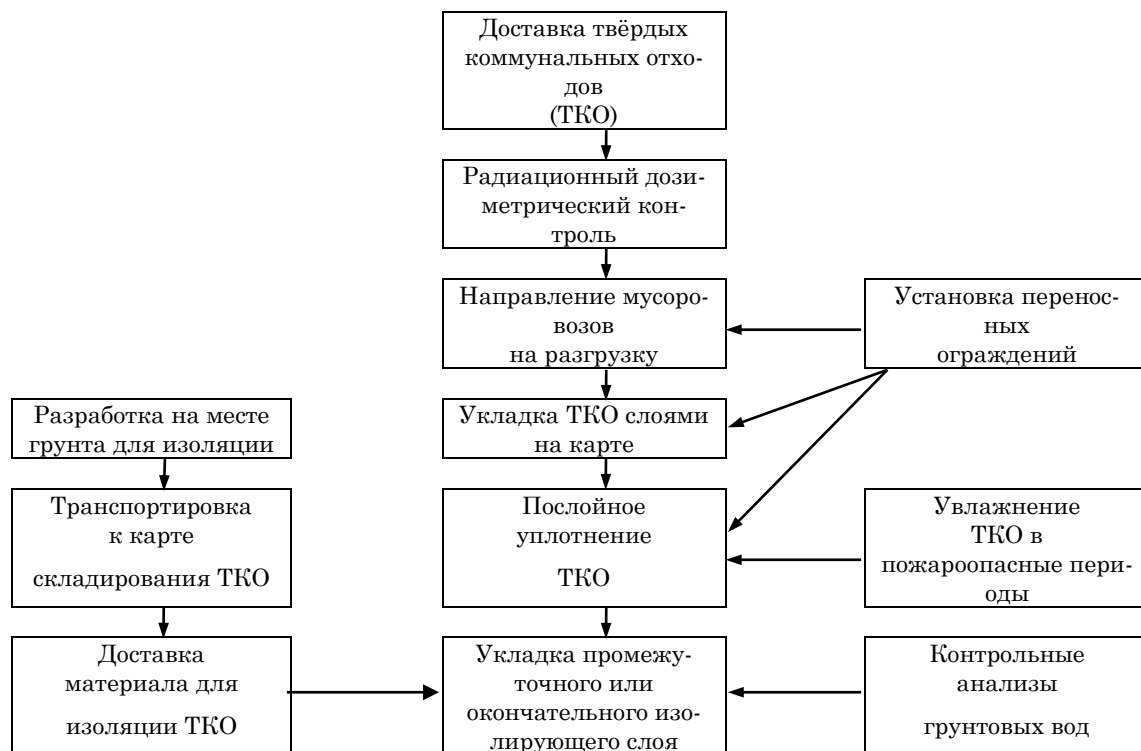 Доставка твёрдых
коммунальных отхо-
дов
(ТКО)
Радиационный дози-
метрический кон-
троль
Направление мусоро-
возов
на разгрузку
Установка перенос-
ных
ограждений
Разработка на месте
грунта для изоляции
Укладка ТКО слоями
на карте
Транспортировка
к карте
складирования ТКО
Послойное
уплотнение
ТКО
Увлажнение
ТКО в
пожароопасные пери-
оды
Доставка
материала для
изоляции ТКО
Укладка промежу-
точного или
окончательного изо-
лирующего слоя
Контрольные
анализы
грунтовых вод